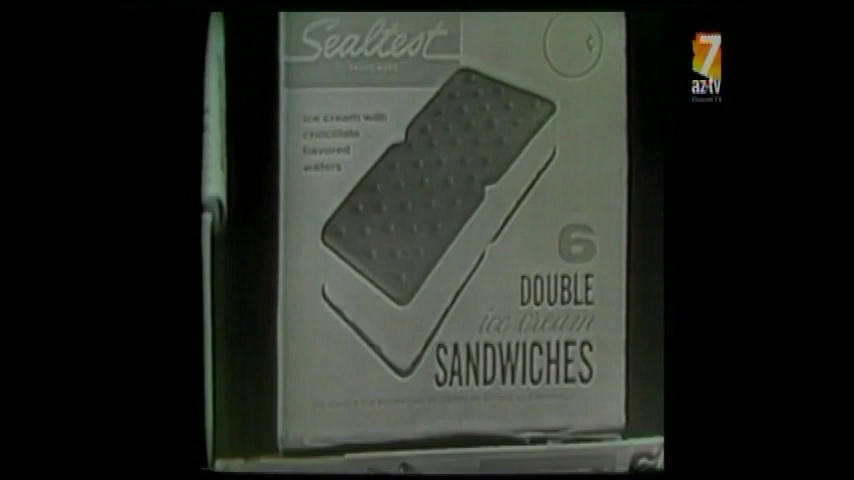 Sealtest
ice cream with
chocolate
flavored
wafers
¢
6
DOUBLE
ice cream
SANDWICHES
7
az-tv